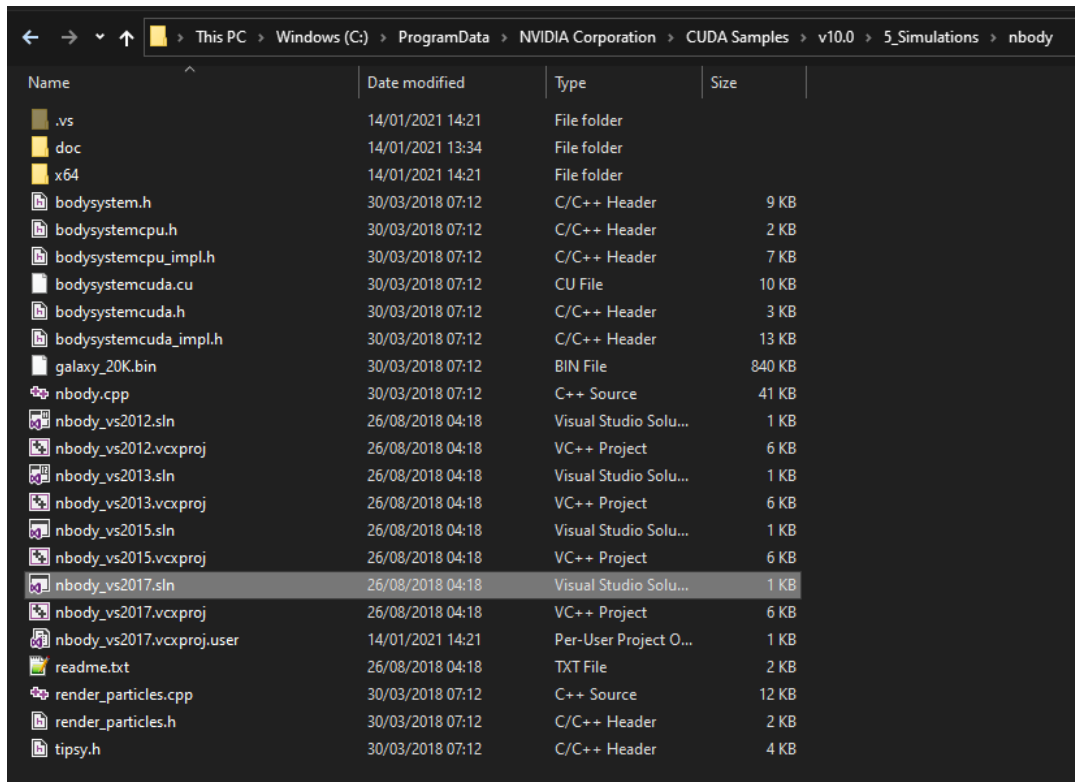 This PC > Windows (C:) > ProgramData > NVIDIA Corporation > CUDA Samples > v10.0 > 5_Simulations > nbody
Name Date modified Type Size
.vs 14/01/2021 14:21 File folder
doc 14/01/2021 13:34 File folder
x64 14/01/2021 14:21 File folder
bodysystem.h 30/03/2018 07:12 C/C++ Header 9 KB
bodysystemcpu.h 30/03/2018 07:12 C/C++ Header 2 KB
bodysystemcpu_impl.h 30/03/2018 07:12 C/C++ Header 7 KB
bodysystemcuda.cu 30/03/2018 07:12 CU File 10 KB
bodysystemcuda.h 30/03/2018 07:12 C/C++ Header 3 KB
bodysystemcuda_impl.h 30/03/2018 07:12 C/C++ Header 13 KB
galaxy_20K.bin 30/03/2018 07:12 BIN File 840 KB
nbody.cpp 30/03/2018 07:12 C++ Source 41 KB
nbody_vs2012.sln 26/08/2018 04:18 Visual Studio Solu... 1 KB
nbody_vs2012.vcxproj 26/08/2018 04:18 VC++ Project 6 KB
nbody_vs2013.sln 26/08/2018 04:18 Visual Studio Solu... 1 KB
nbody_vs2013.vcxproj 26/08/2018 04:18 VC++ Project 6 KB
nbody_vs2015.sln 26/08/2018 04:18 Visual Studio Solu... 1 KB
nbody_vs2015.vcxproj 26/08/2018 04:18 VC++ Project 6 KB
nbody_vs2017.sln 26/08/2018 04:18 Visual Studio Solu... 1 KB
nbody_vs2017.vcxproj 26/08/2018 04:18 VC++ Project 6 KB
nbody_vs2017.vcxproj.user 14/01/2021 14:21 Per-User Project O... 1 KB
readme.txt 26/08/2018 04:18 TXT File 2 KB
render_particles.cpp 30/03/2018 07:12 C++ Source 12 KB
render_particles.h 30/03/2018 07:12 C/C++ Header 2 KB
tipsy.h 30/03/2018 07:12 C/C++ Header 4 KB